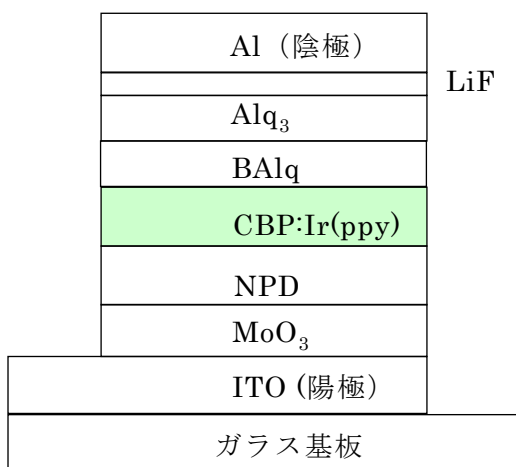 Al（陰極）
LiF
Alq₃
BAlq
CBP:Ir(ppy)
NPD
MoO₃
ITO (陽極）
ガラス基板